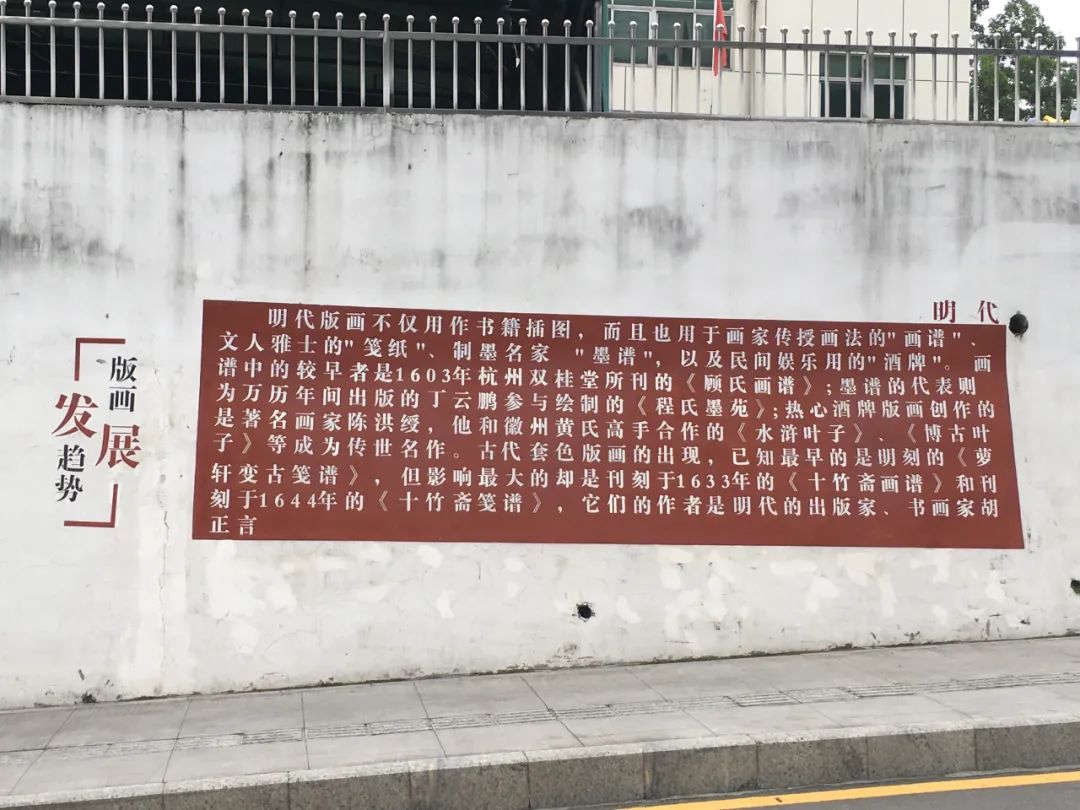 版画
发展
趋势
明代
明代版画不仅用作书籍插图，而且也用于画家传授画法的"画谱"、
文人雅士的"笺纸"、制墨名家 "墨谱"，以及民间娱乐用的"酒牌"。画
谱中的较早者是1603年杭州双桂堂所刊的《顾氏画谱》;墨谱的代表则
为万历年间出版的丁云鹏参与绘制的《程氏墨苑》;热心酒牌版画创作的
是著名画家陈洪绶，他和徽州黄氏高手合作的《水浒叶子》、《博古叶
子》等成为传世名作。古代套色版画的出现，已知最早的是明刻的《萝
轩变古笺谱》，但影响最大的却是刊刻于1633年的《十竹斋画谱》和刊
刻于1644年的《十竹斋笺谱》，它们的作者是明代的出版家、书画家胡
正言